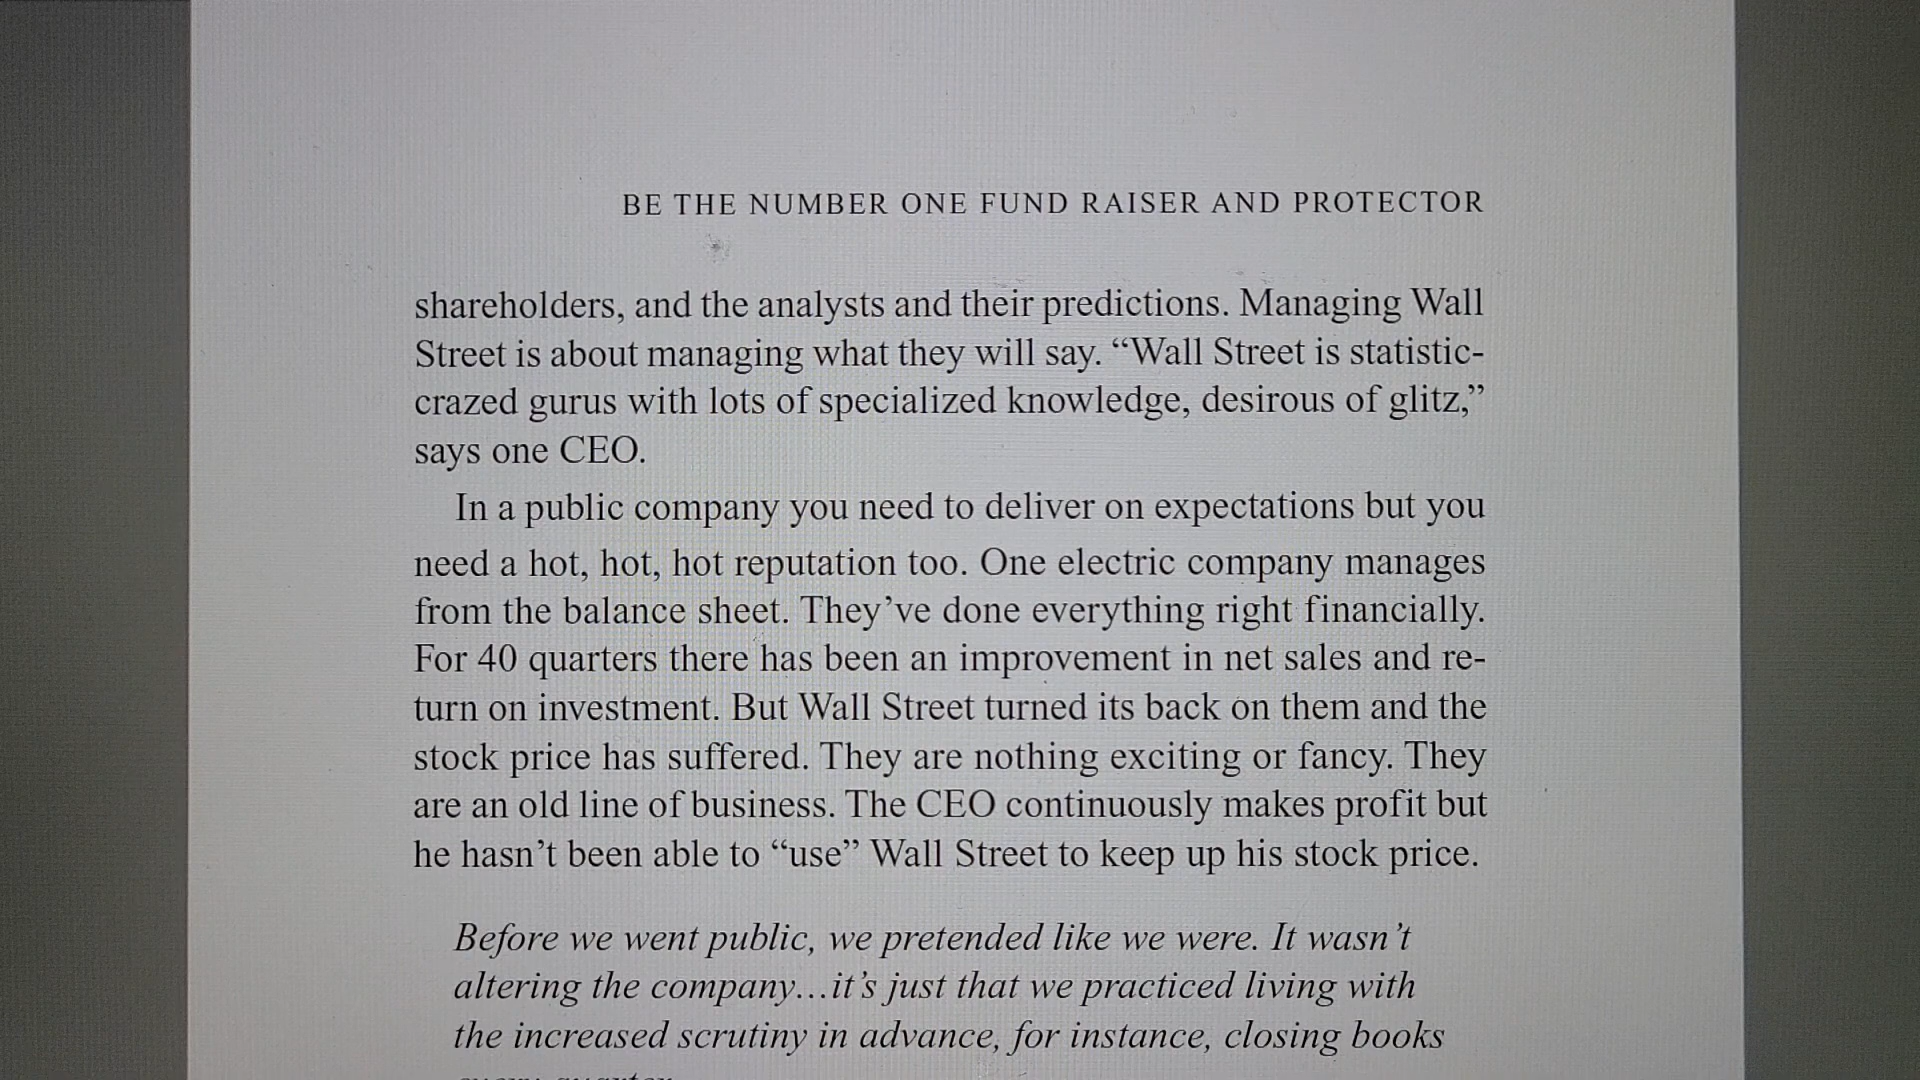 BE THE NUMBER ONE FUND RAISER AND PROTECTOR
shareholders, and the analysts and their predictions. Managing Wall
Street is about managing what they will say. “Wall Street is statistic-
crazed gurus with lots of specialized knowledge, desirous of glitz,”
says one CEO.
In a public company you need to deliver on expectations but you
need a hot, hot, hot reputation too. One electric company manages
from the balance sheet. They’ve done everything right financially.
For 40 quarters there has been an improvement in net sales and re-
turn on investment. But Wall Street turned its back on them and the
stock price has suffered. They are nothing exciting or fancy. They
are an old line of business. The CEO continuously makes profit but
he hasn’t been able to “use” Wall Street to keep up his stock price.
Before we went public, we pretended like we were. It wasn’t
altering the company…it’s just that we practiced living with
the increased scrutiny in advance, for instance, closing books